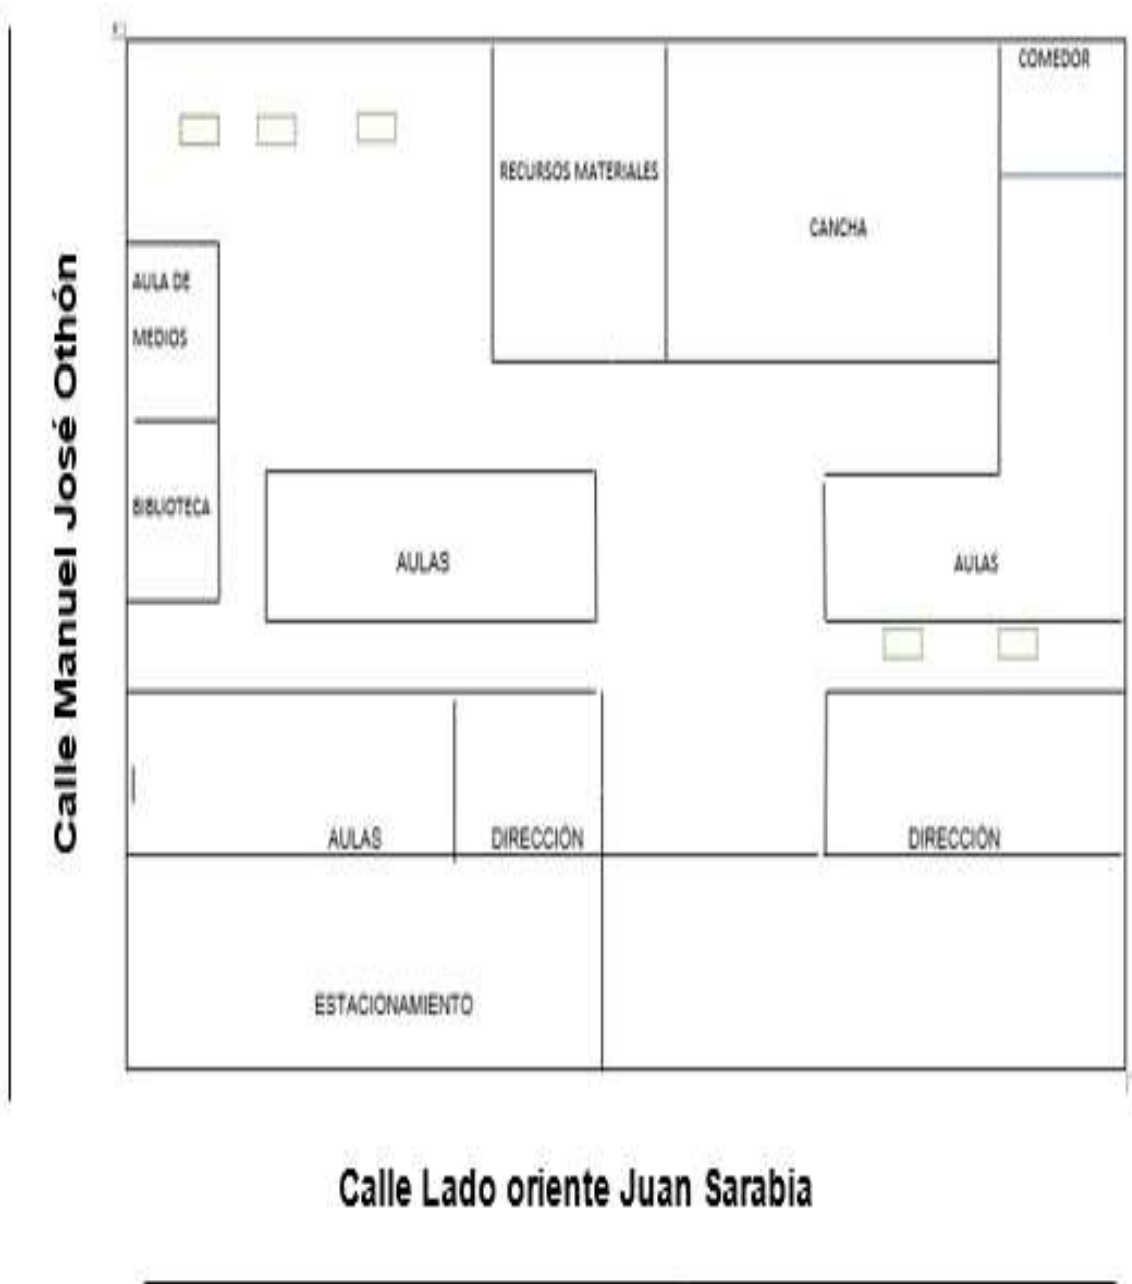 COMEDOR
RECURSOS MATERIALES
CANCHA
AULA DE
MEDIOS
BIBLIOTECA
AULAS
AULAS
AULAS
DIRECCIÓN
DIRECCIÓN
ESTACIONAMIENTO
Calle Manuel José Othón
Calle Lado oriente Juan Sarabia